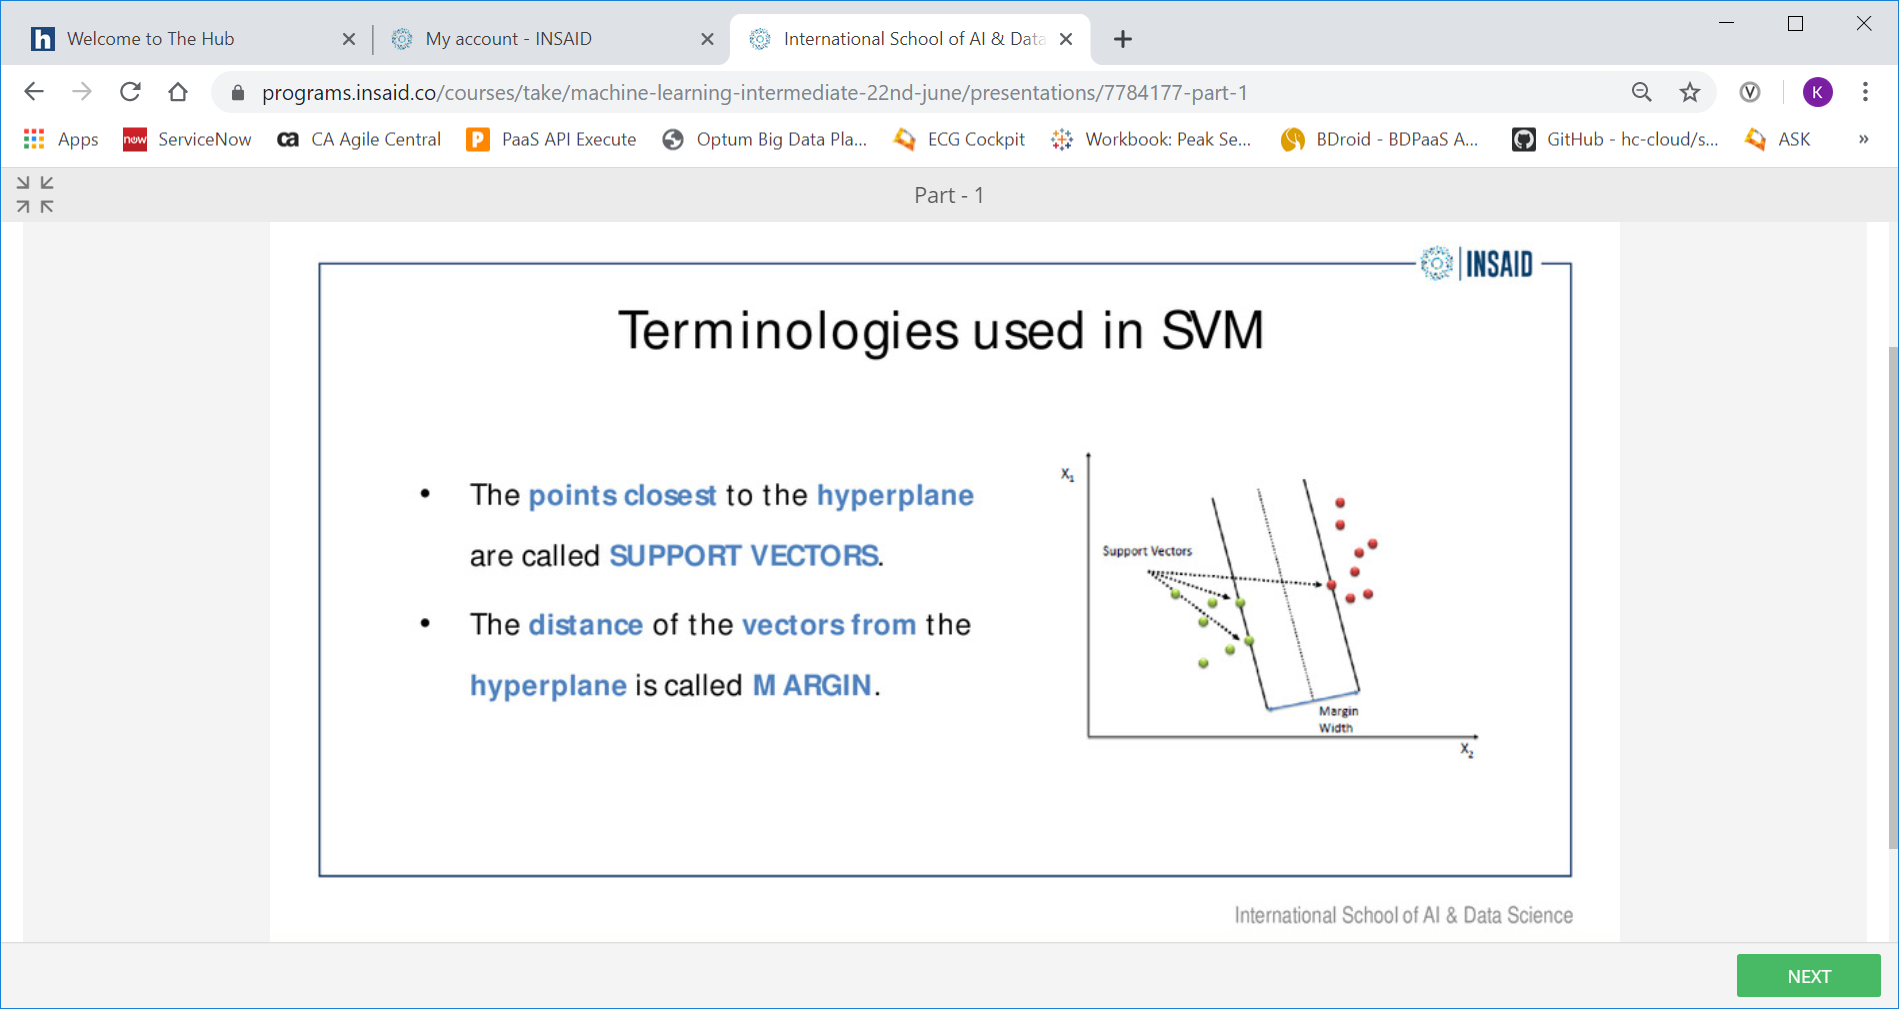 Welcome to The Hub
My account - INSAID
International School of AI & Data
programs.insaid.co/courses/take/machine-learning-intermediate-22nd-june/presentations/7784177-part-1
K
Apps
now
ServiceNow
ca
CA Agile Central
P
PaaS API Execute
Optum Big Data Pla...
ECG Cockpit
Workbook: Peak Se...
BDroid - BDPaaS A...
GitHub - hc-cloud/s...
ASK
»
Part - 1
INSAID
Terminologies used in SVM
• The points closest to the hyperplane
are called SUPPORT VECTORS.
• The distance of the vectors from the
hyperplane is called M ARGIN.
X₁
Support Vectors
Margin
Width
X₂
International School of AI & Data Science
NEXT